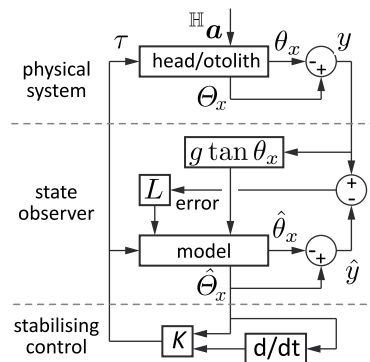 ℍ𝒂
τ
head/otolith
θₓ
y
-
+
Θₓ
physical
system
g tan θₓ
L
error
+
-
state
observer
model
θ̂ₓ
-
+
Θ̂ₓ
ŷ
stabilising
control
K
d/dt